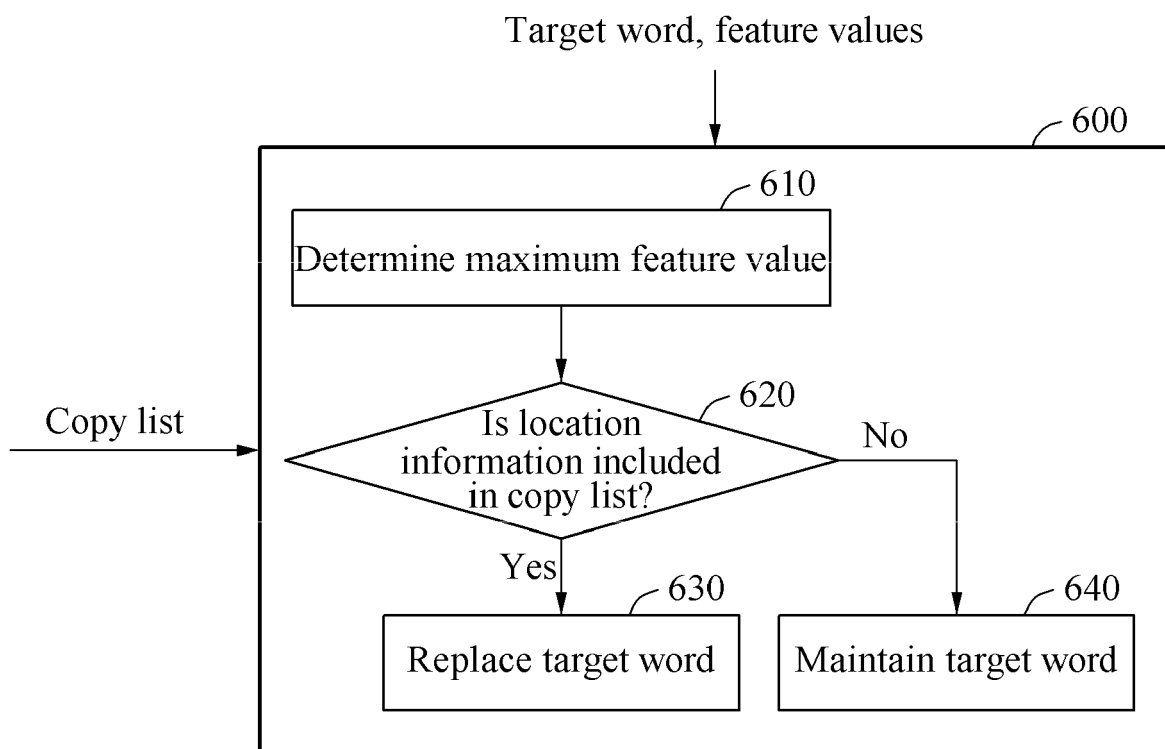 Target word, feature values
600
610
Determine maximum feature value
Copy list
620
Is location
information included
in copy list?
No
Yes
630
640
Replace target word
Maintain target word